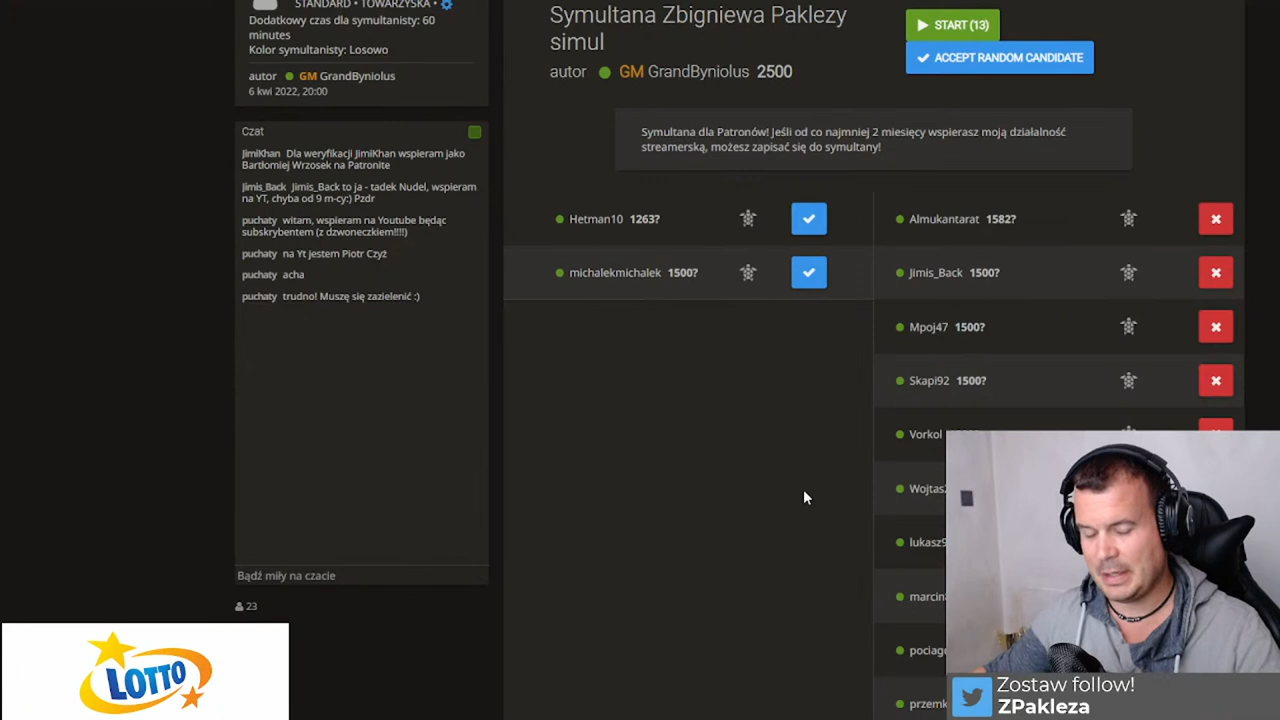 STANDARD • TOWARZYSKA •
Dodatkowy czas dla symultanisty: 60
minutes
Kolor symultanisty: Losowo
autor GM GrandByniolus
6 kwi 2022, 20:00
Czat
JimiKhan Dla weryfikacji JimiKhan wspieram jako
Bartłomiej Wrzosek na Patronite
Jimis_Back Jimis_Back to ja - tadek Nudel, wspieram
na YT, chyba od 9 m-cy:) Pzdr
puchaty witam, wspieram na Youtube będąc
subskrybentem (z dzwoneczkiem!!!!)
puchaty na Yt jestem Piotr Czyż
puchaty acha
puchaty trudno! Muszę się zazielenić :)
Bądź miły na czacie
23
LOTTO
Symultana Zbigniewa Paklezy
simul
autor GM GrandByniolus 2500
START (13)
ACCEPT RANDOM CANDIDATE
Symultana dla Patronów! Jeśli od co najmniej 2 miesięcy wspierasz moją działalność
streamerską, możesz zapisać się do symultany!
Hetman10 1263?
michalekmichalek 1500?
Almukantarat 1582?
Jimis_Back 1500?
Mpoj47 1500?
Skapi92 1500?
Vorkol
Wojtas
lukasz
marcin
pociag
przemk
Zostaw follow!
ZPakleza